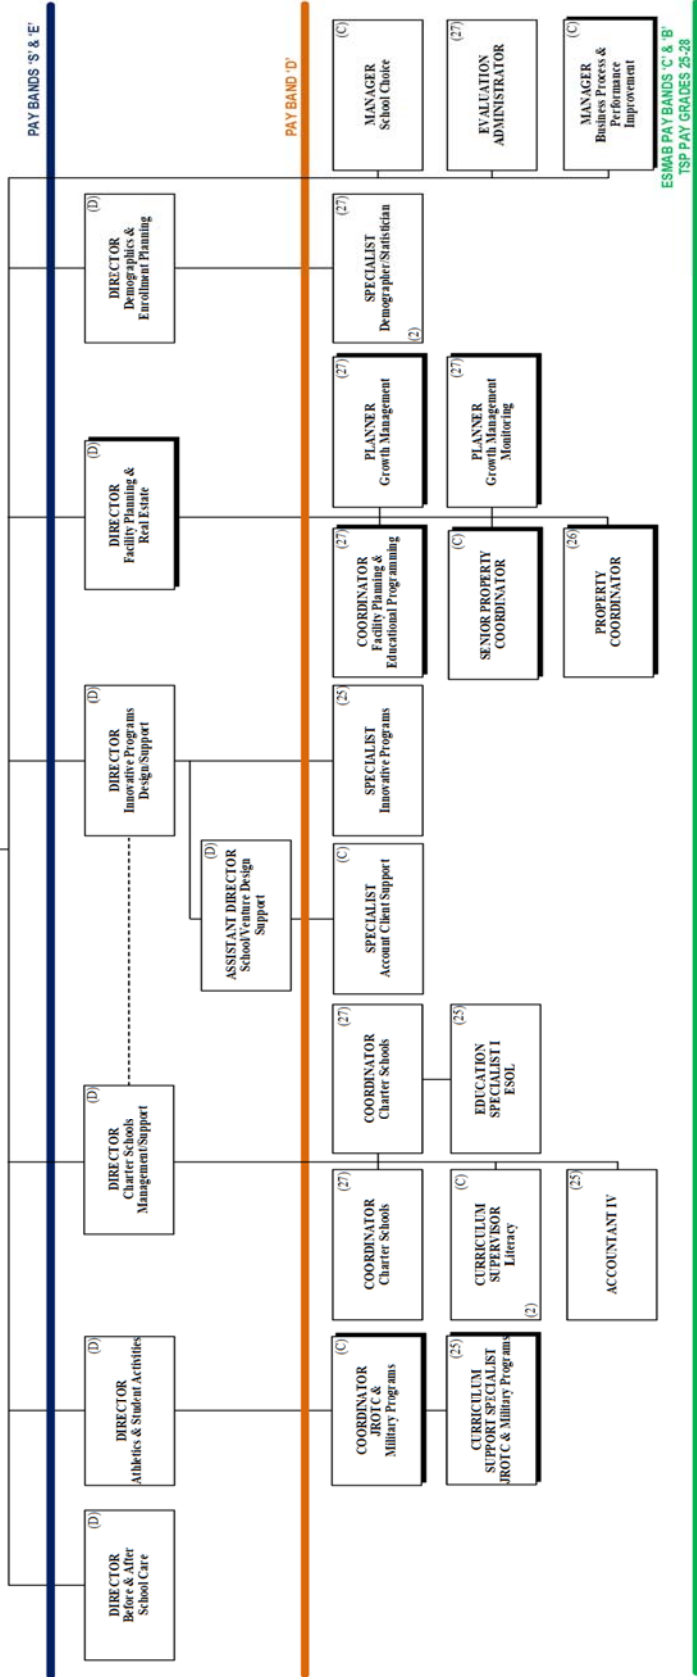 PAY BANDS 'S' & 'E'
(D)
DIRECTOR
Before & After
School Care
(D)
DIRECTOR
Athletics & Student Activities
(D)
DIRECTOR
Charter Schools
Management/Support
(D)
DIRECTOR
Innovative Programs
Design/Support
(D)
DIRECTOR
Facility Planning &
Real Estate
(D)
DIRECTOR
Demographics &
Enrollment Planning
(D)
ASSISTANT DIRECTOR
School/Venture Design
Support
PAY BAND 'D'
(C)
COORDINATOR
JROTC &
Military Programs
(27)
COORDINATOR
Charter Schools
(27)
COORDINATOR
Charter Schools
(C)
SPECIALIST
Account Client Support
(25)
SPECIALIST
Innovative Programs
(27)
COORDINATOR
Facility Planning &
Educational Programming
(27)
PLANNER
Growth Management
(27)
SPECIALIST
Demographer/Statistician
(2)
(C)
MANAGER
School Choice
(25)
CURRICULUM
SUPPORT SPECIALIST
JROTC & Military Programs
(C)
CURRICULUM
SUPERVISOR
Literacy
(2)
(25)
EDUCATION
SPECIALIST I
ESOL
(C)
SENIOR PROPERTY
COORDINATOR
(27)
PLANNER
Growth Management
Monitoring
(27)
EVALUATION
ADMINISTRATOR
(25)
ACCOUNTANT IV
(26)
PROPERTY
COORDINATOR
(C)
MANAGER
Business Process &
Performance
Improvement
ESMAB PAY BANDS 'C' & 'B'
TSP PAY GRADES 25-28